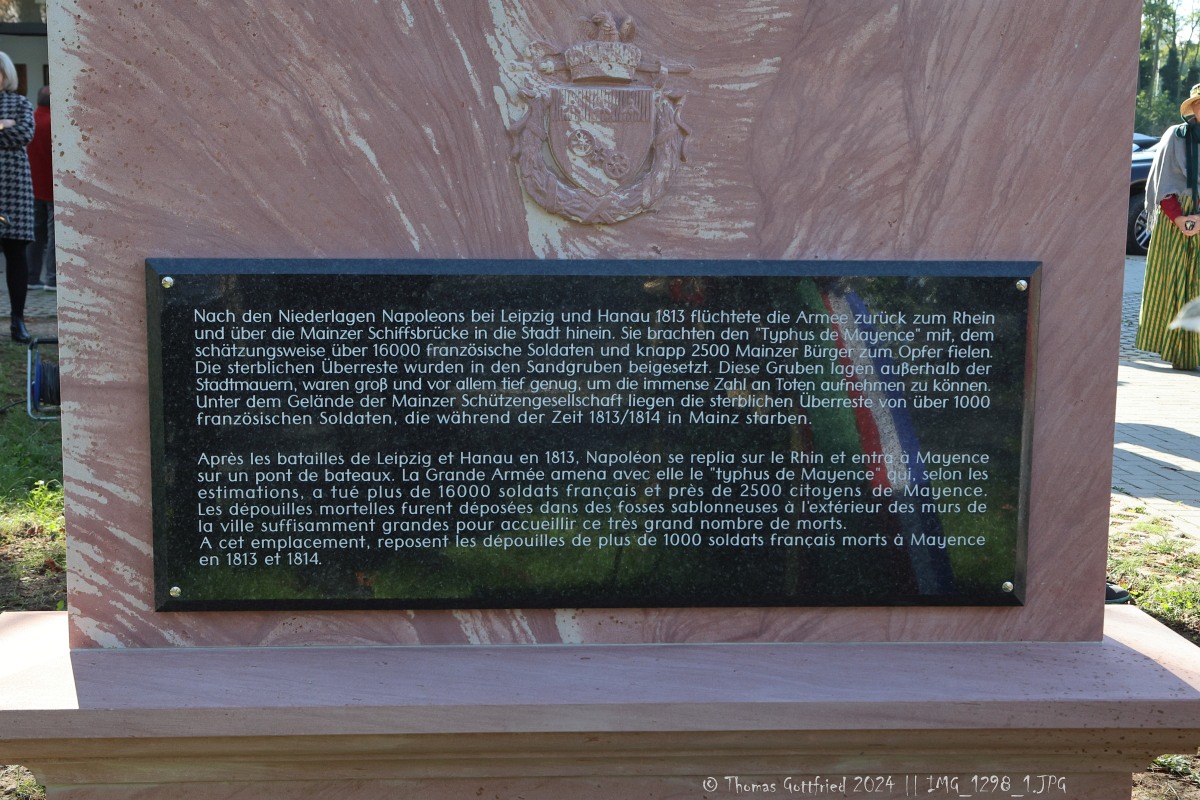 Nach den Niederlagen Napoleons bei Leipzig und Hanau 1813 flüchtete die Armee zurück zum Rhein
und über die Mainzer Schiffsbrücke in die Stadt hinein. Sie brachten den "Typhus de Mayence" mit, dem
schätzungsweise über 16000 französische Soldaten und knapp 2500 Mainzer Bürger zum Opfer fielen.
Die sterblichen Überreste wurden in den Sandgruben beigesetzt. Diese Gruben lagen außerhalb der
Stadtmauern, waren groß und vor allem tief genug, um die immense Zahl an Toten aufnehmen zu können.
Unter dem Gelände der Mainzer Schützengesellschaft liegen die sterblichen Überreste von über 1000
französischen Soldaten, die während der Zeit 1813/1814 in Mainz starben.
Après les batailles de Leipzig et Hanau en 1813, Napoléon se replia sur le Rhin et entra à Mayence
sur un pont de bateaux. La Grande Armée amena avec elle le "typhus de Mayence" qui, selon les
estimations, a tué plus de 16000 soldats français et près de 2500 citoyens de Mayence.
Les dépouilles mortelles furent déposées dans des fosses sablonneuses à l'extérieur des murs de
la ville suffisamment grandes pour accueillir ce très grand nombre de morts.
A cet emplacement, reposent les dépouilles de plus de 1000 soldats français morts à Mayence
en 1813 et 1814.
© Thomas Gottfried 2024 || IMG_1298_1.JPG